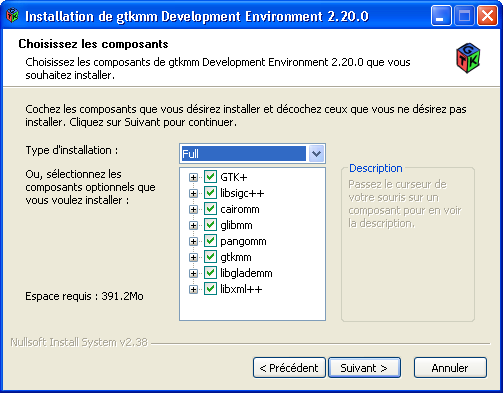 Installation de gtkmm Development Environment 2.20.0
Choisissez les composants
Choisissez les composants de gtkmm Development Environment 2.20.0 que vous
souhaitez installer.
GTK
Cochez les composants que vous désirez installer et décochez ceux que vous ne désirez pas
installer. Cliquez sur Suivant pour continuer.
Type d'installation :
Full
Ou, sélectionnez les
composants optionnels que
vous voulez installer :
GTK+
libsigc++
cairomm
glibmm
pangomm
gtkmm
libglademm
libxml++
Description
Passez le curseur de
votre souris sur un
composant pour en voir
la description.
Espace requis : 391.2Mo
Nullsoft Install System v2.38
< Précédent
Suivant >
Annuler